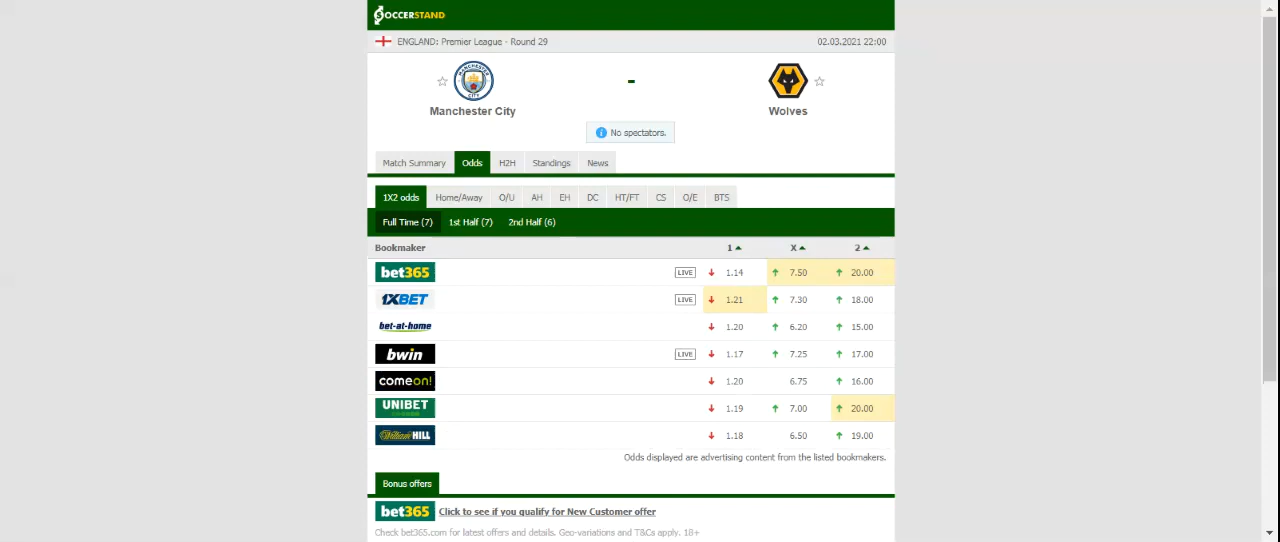 SOCCERSTAND
ENGLAND: Premier League - Round 29 02.03.2021 22:00
MANCHESTER CITY
-
Manchester City Wolves
No spectators.
Match Summary Odds H2H Standings News
1X2 odds Home/Away O/U AH EH DC HT/FT CS O/E BTS
Full Time (7) 1st Half (7) 2nd Half (6)
Bookmaker 1 X 2
bet365 LIVE 1.14 7.50 20.00
1XBET LIVE 1.21 7.30 18.00
bet-at-home 1.20 6.20 15.00
bwin LIVE 1.17 7.25 17.00
comeon! 1.20 6.75 16.00
UNIBET 1.19 7.00 20.00
William HILL 1.18 6.50 19.00
Odds displayed are advertising content from the listed bookmakers.
Bonus offers
bet365 Click to see if you qualify for New Customer offer
Check bet365.com for latest offers and details. Geo-variations and T&Cs apply. 18+